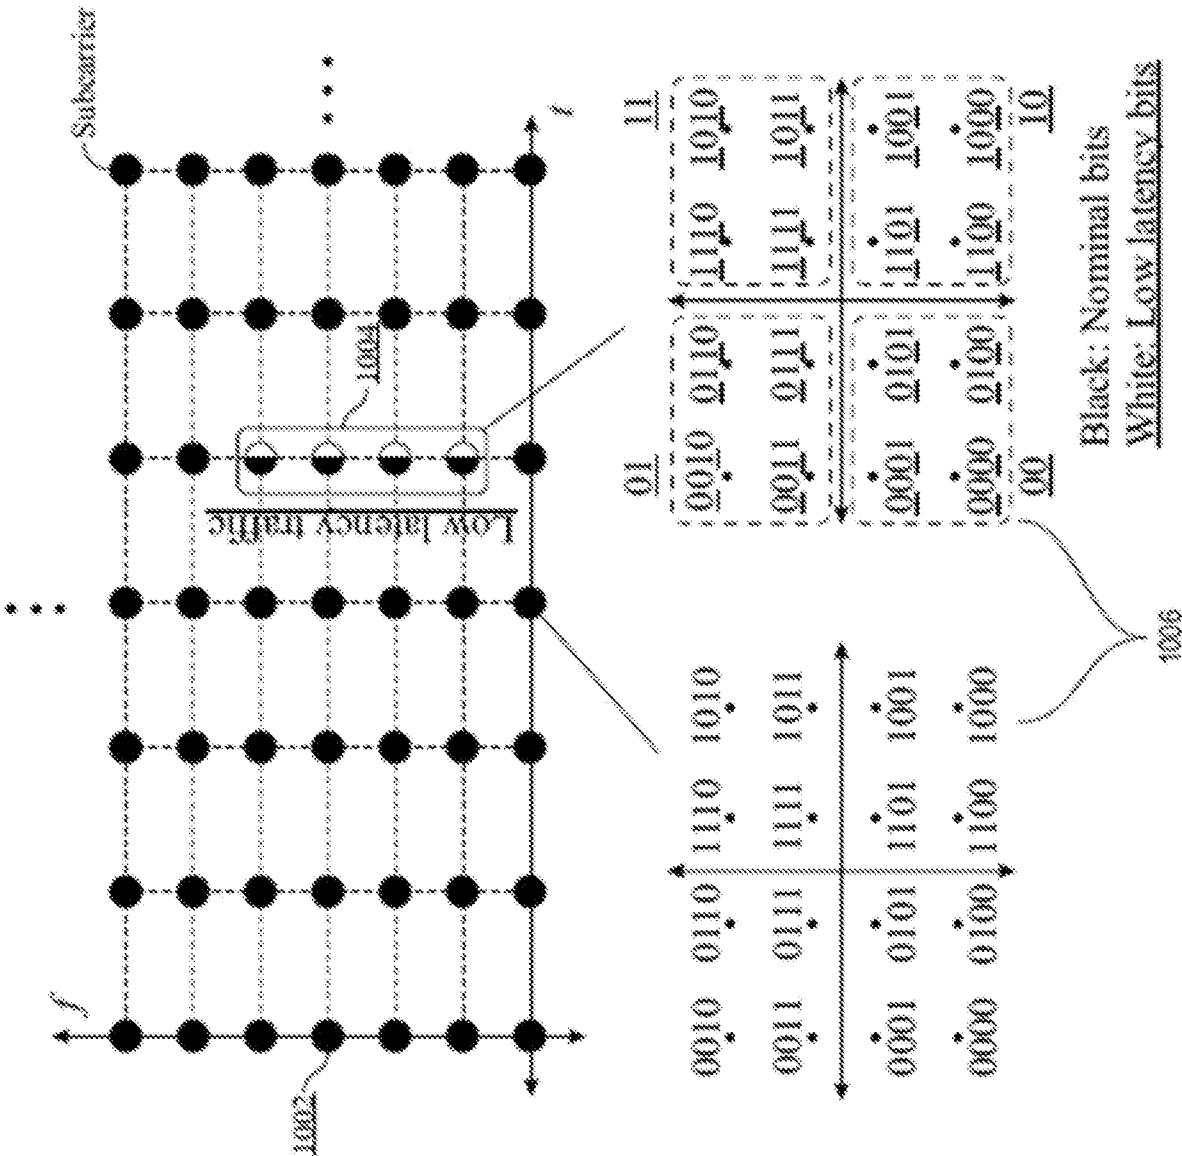 f
Subcarrier
1002
Low latency traffic
1004
t
0010 0110 1110 1010
0011 0111 1111 1011
0001 0101 1101 1001
0000 0100 1100 1000
01 11
0010 0110 1110 1010
0011 0111 1111 1011
0001 0101 1101 1001
0000 0100 1100 1000
00 10
Black: Nominal bits
White: Low latency bits
1006